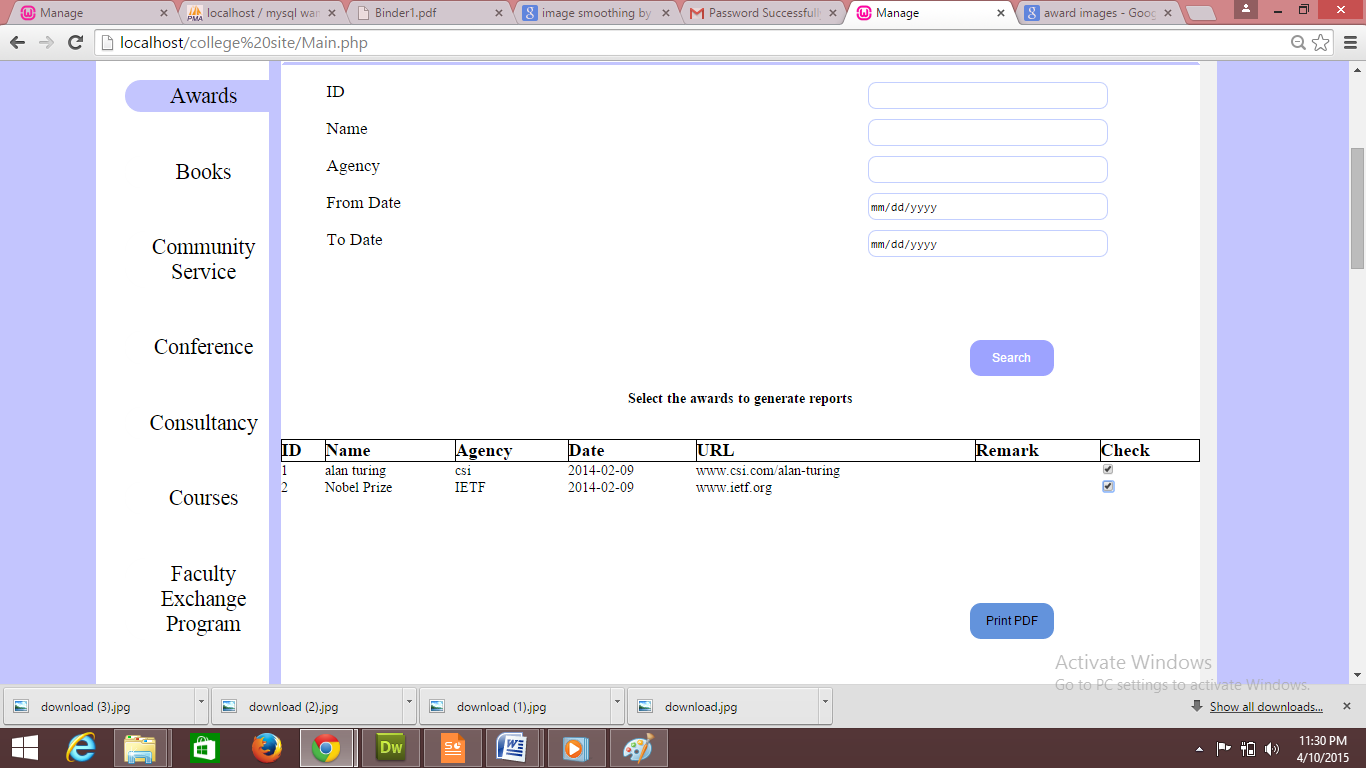 Manage
localhost / mysql war
Binder1.pdf
image smoothing by
Password Successfull
Manage
award images - Goog
localhost/college%20site/Main.php
Awards
Books
Community
Service
Conference
Consultancy
Courses
Faculty
Exchange
Program
ID
Name
Agency
From Date
mm/dd/yyyy
To Date
mm/dd/yyyy
Search
Select the awards to generate reports
ID Name Agency Date URL Remark Check
1 alan turing csi 2014-02-09 www.csi.com/alan-turing
2 Nobel Prize IETF 2014-02-09 www.ietf.org
Print PDF
Activate Windows
Go to PC settings to activate Windows.
download (3).jpg
download (2).jpg
download (1).jpg
download.jpg
Show all downloads...
Dw
11:30 PM
4/10/2015